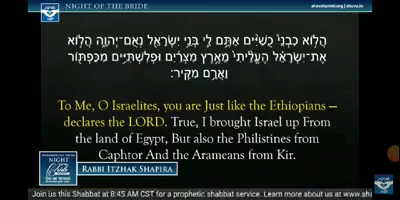 NIGHT OF THE BRIDE
הֲל֣וֹא כִבְנֵי֩ כֻשִׁיִּ֨ים אַתֶּ֥ם לִ֛י בְּנֵ֥י יִשְׂרָאֵ֖ל נְאֻם־יְהוָ֑ה הֲל֣וֹא
אֶת־יִשְׂרָאֵ֗ל הֶעֱלֵ֙יתִי֙ מֵאֶ֣רֶץ מִצְרַ֔יִם וּפְלִשְׁתִּיִּ֥ים מִכַּפְתּ֖וֹר
וַאֲרָ֥ם מִקִּֽיר׃
To Me, O Israelites, you are Just like the Ethiopians –
declares the LORD. True, I brought Israel up From
the land of Egypt, But also the Philistines from
Caphtor And the Arameans from Kir.
NIGHT
RABBI ITZHAK SHAPIRA
Join us this Shabbat at 8:45 AM CST for a prophetic shabbat service. Learn more about us at www.shu